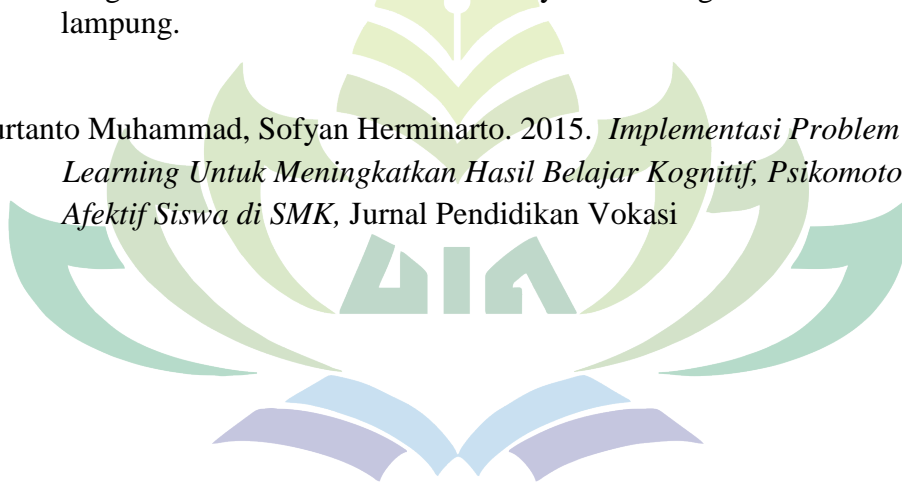 lampung.
urtanto Muhammad, Sofyan Herminarto. 2015. Implementasi Problem
Learning Untuk Meningkatkan Hasil Belajar Kognitif, Psikomoto
Afektif Siswa di SMK, Jurnal Pendidikan Vokasi
UIN